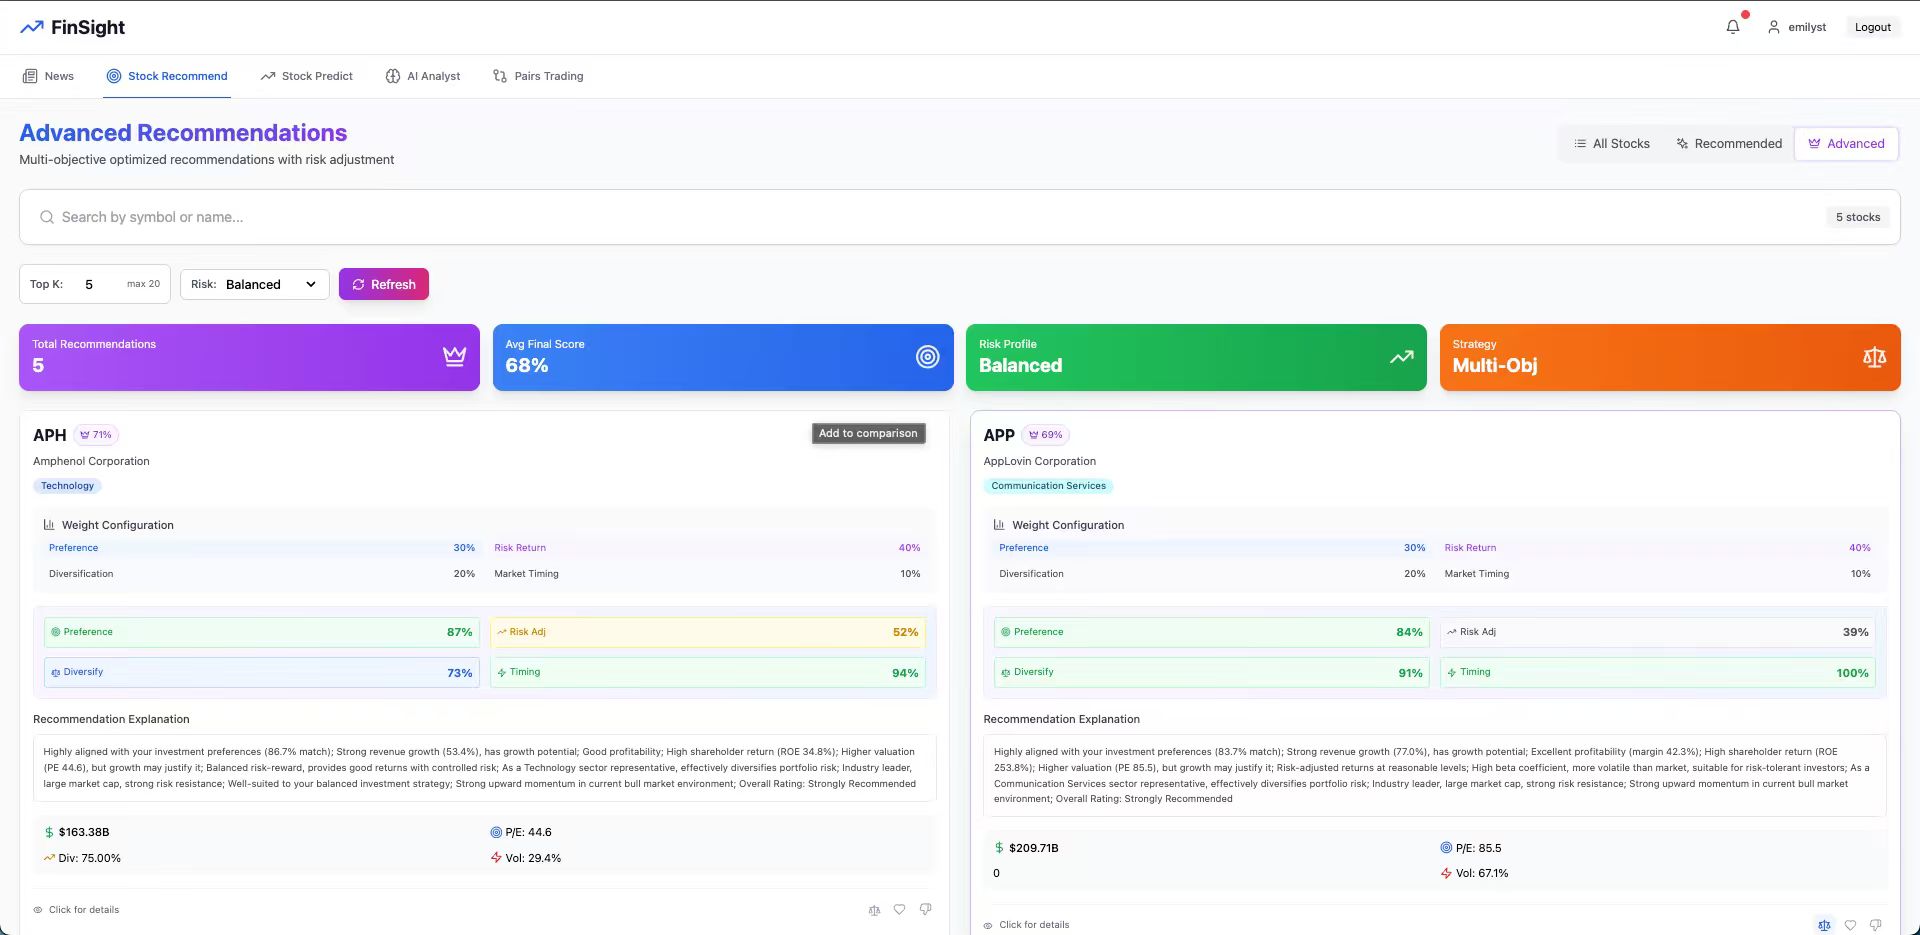 FinSight
emilyst
Logout
News
Stock Recommend
Stock Predict
AI Analyst
Pairs Trading
Advanced Recommendations
Multi-objective optimized recommendations with risk adjustment
All Stocks
Recommended
Advanced
Search by symbol or name...
5 stocks
Top K: 5 max 20
Risk: Balanced
Refresh
Total Recommendations
5
Avg Final Score
68%
Risk Profile
Balanced
Strategy
Multi-Obj
APH 71%
Add to comparison
Amphenol Corporation
Technology
Weight Configuration
Preference 30% Risk Return 40%
Diversification 20% Market Timing 10%
Preference 87% Risk Adj 52%
Diversify 73% Timing 94%
Recommendation Explanation
Highly aligned with your investment preferences (86.7% match); Strong revenue growth (53.4%), has growth potential; Good profitability; High shareholder return (ROE 34.8%); Higher valuation
(PE 44.6), but growth may justify it; Balanced risk-reward, provides good returns with controlled risk; As a Technology sector representative, effectively diversifies portfolio risk; Industry leader,
large market cap, strong risk resistance; Well-suited to your balanced investment strategy; Strong upward momentum in current bull market environment; Overall Rating: Strongly Recommended
$163.38B P/E: 44.6
Div: 75.00% Vol: 29.4%
Click for details
APP 69%
AppLovin Corporation
Communication Services
Weight Configuration
Preference 30% Risk Return 40%
Diversification 20% Market Timing 10%
Preference 84% Risk Adj 39%
Diversify 91% Timing 100%
Recommendation Explanation
Highly aligned with your investment preferences (83.7% match); Strong revenue growth (77.0%), has growth potential; Excellent profitability (margin 42.3%); High shareholder return (ROE
253.8%); Higher valuation (PE 85.5), but growth may justify it; Risk-adjusted returns at reasonable levels; High beta coefficient, more volatile than market, suitable for risk-tolerant investors; As a
Communication Services sector representative, effectively diversifies portfolio risk; Industry leader, large market cap, strong risk resistance; Strong upward momentum in current bull market
environment; Overall Rating: Strongly Recommended
$209.71B P/E: 85.5
0 Vol: 67.1%
Click for details